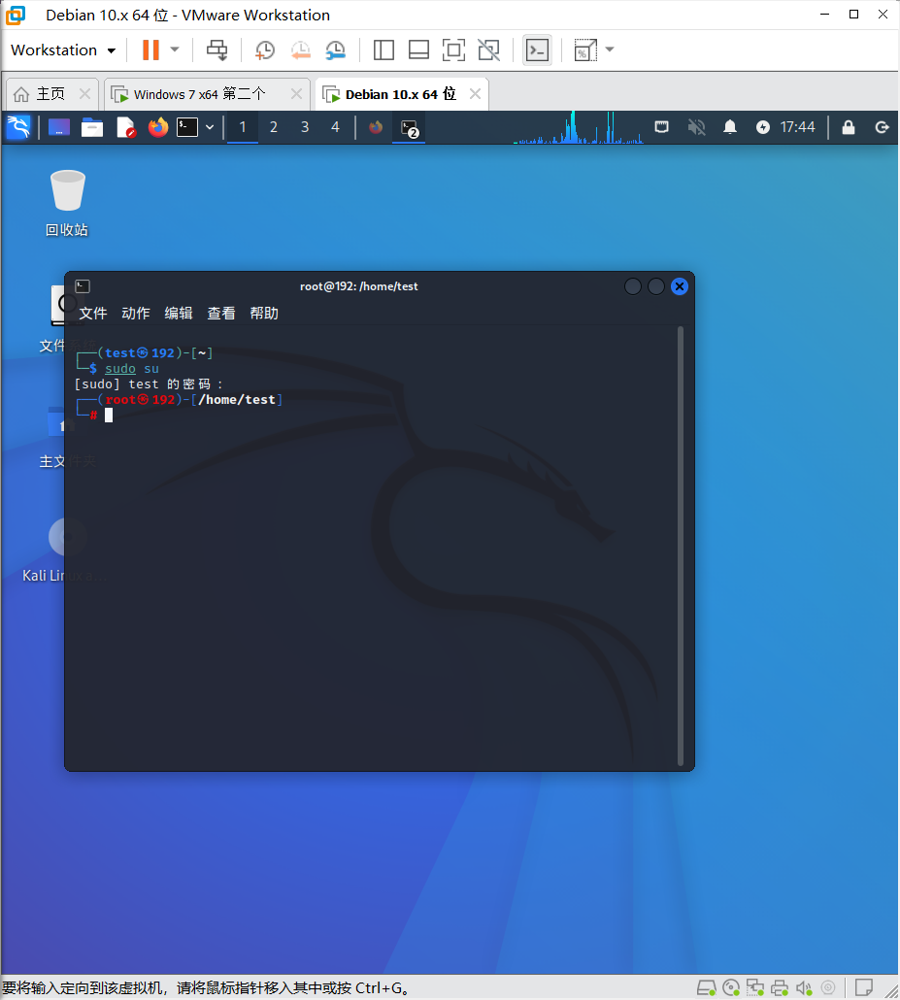 Debian 10.x 64 位 - VMware Workstation
Workstation
主页
Windows 7 x64 第二个
Debian 10.x 64 位
1 2 3 4
2
17:44
回收站
root@192: /home/test
文件 动作 编辑 查看 帮助
文件
┌──(test㉿192)-[~]
└─$ sudo su
[sudo] test 的密码：
┌──(root㉿192)-[/home/test]
└─#
主文件夹
Kali Linux a...
要将输入定向到该虚拟机，请将鼠标指针移入其中或按 Ctrl+G。